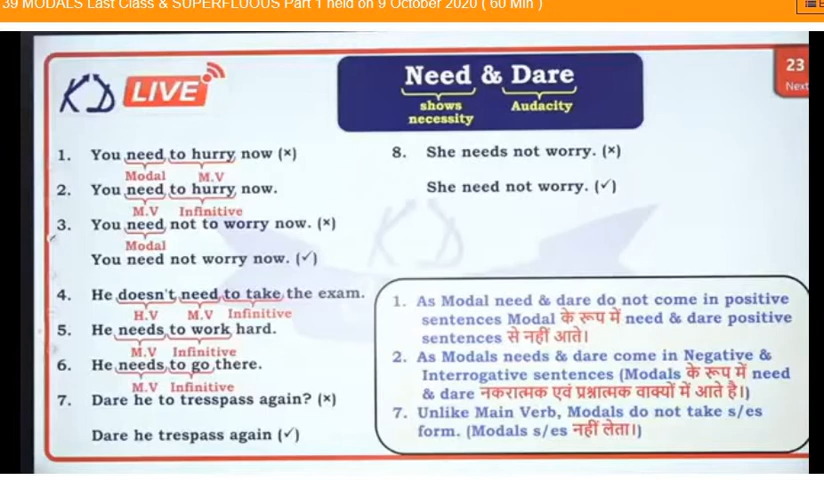 39 MODALS Last Class & SUPERFLUOUS Part 1 held on 9 October 2020 ( 60 Min )
KD LIVE
Need & Dare
shows necessity
Audacity
23
Next
1. You need to hurry now (×)
Modal M.V
2. You need to hurry now.
M.V Infinitive
3. You need not to worry now. (×)
Modal
You need not worry now. (✓)
4. He doesn't need to take the exam.
H.V M.V Infinitive
5. He needs to work hard.
M.V Infinitive
6. He needs to go there.
M.V Infinitive
7. Dare he to tresspass again? (×)
Dare he trespass again (✓)
8. She needs not worry. (×)
She need not worry. (✓)
KD
1. As Modal need & dare do not come in positive
sentences Modal के रूप में need & dare positive
sentences से नहीं आते।
2. As Modals needs & dare come in Negative &
Interrogative sentences (Modals के रूप में need
& dare नकरात्मक एवं प्रश्नात्मक वाक्यों में आते है।)
7. Unlike Main Verb, Modals do not take s/es
form. (Modals s/es नहीं लेता।)